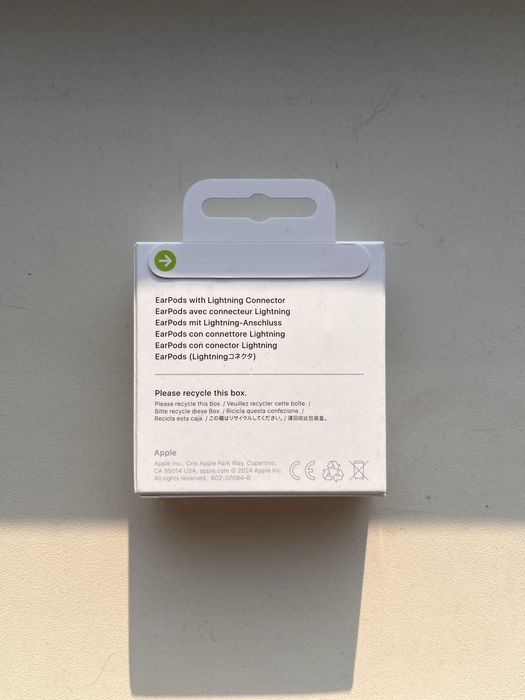 EarPods with Lightning Connector
EarPods avec connecteur Lightning
EarPods mit Lightning-Anschluss
EarPods con connettore Lightning
EarPods con conector Lightning
EarPods (Lightningコネクタ)
Please recycle this box.
Please recycle this box. / Veuillez recycler cette boîte. /
Bitte recycle diese Box. / Ricicla questa confezione. /
Recicla esta caja. / この箱はリサイクルしてください。/ 请回收此包装盒。
Apple
Apple Inc., One Apple Park Way, Cupertino,
CA 95014 USA. apple.com © 2024 Apple Inc.
All rights reserved. 602-07094-B
CE